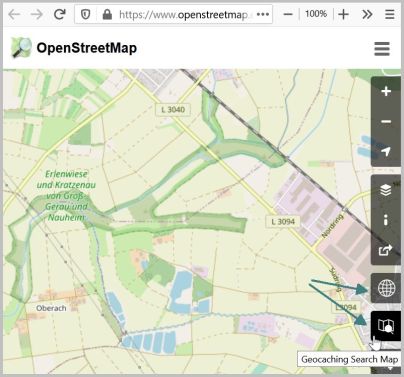 https://www.openstreetmap.
100%
OpenStreetMap
L 3040
Erlenwiese
und Kratzenau
von Groß-
Gerau und
Nauheim
L 3094
Nordring
Südring
L 3094
Oberach
Geocaching Search Map